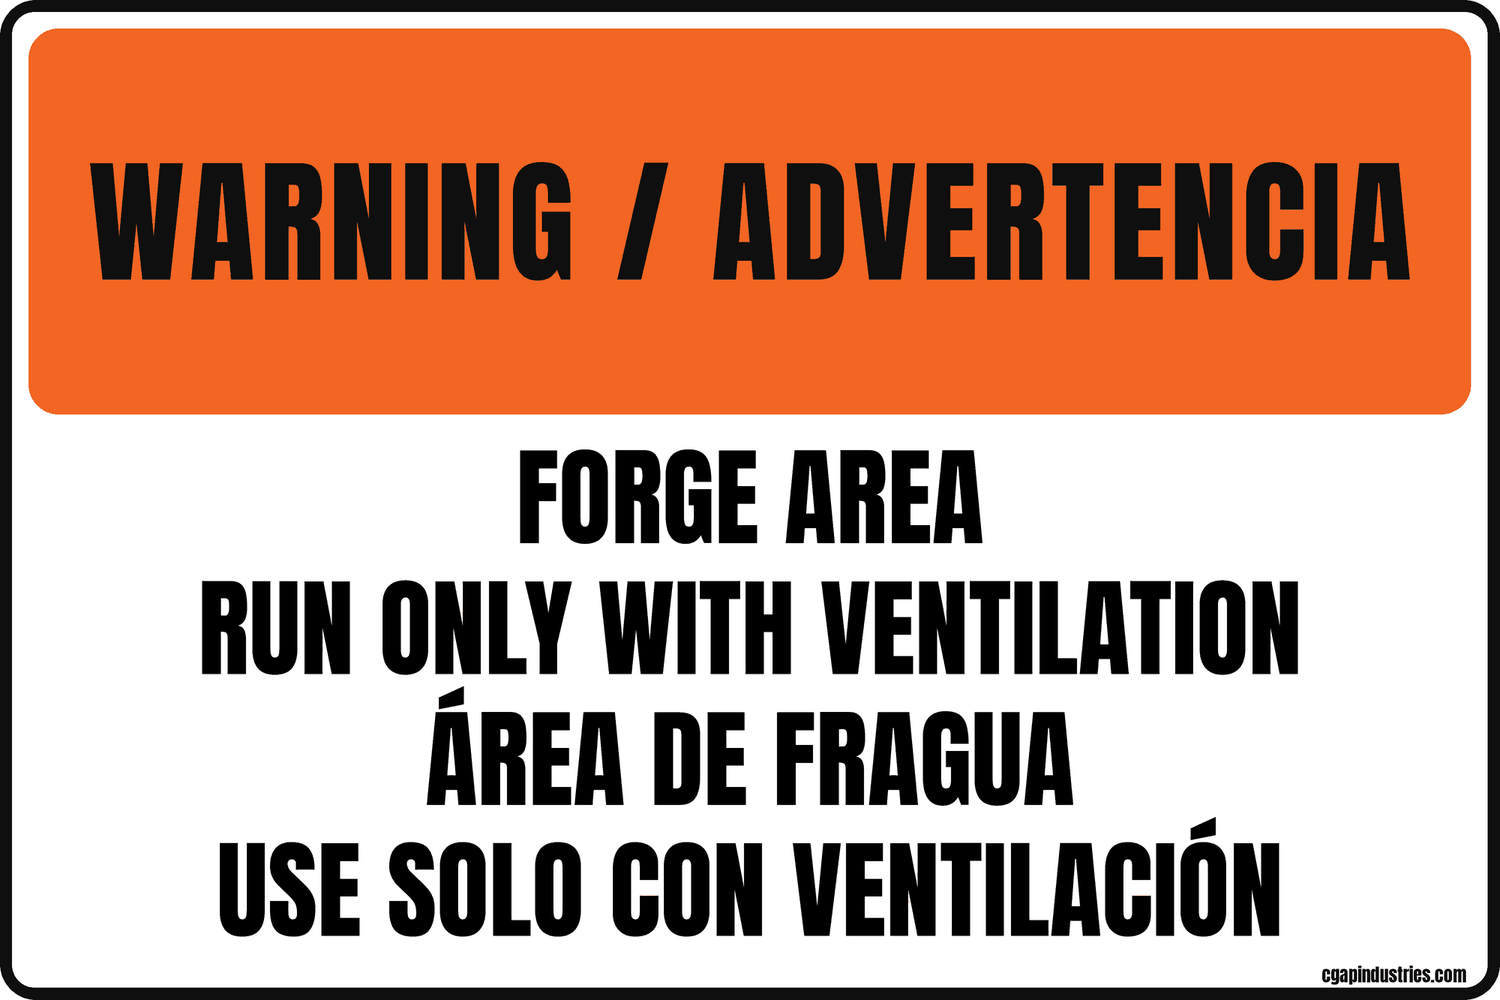 WARNING / ADVERTENCIA
FORGE AREA
RUN ONLY WITH VENTILATION
ÁREA DE FRAGUA
USE SOLO CON VENTILACIÓN
cgapindustries.com